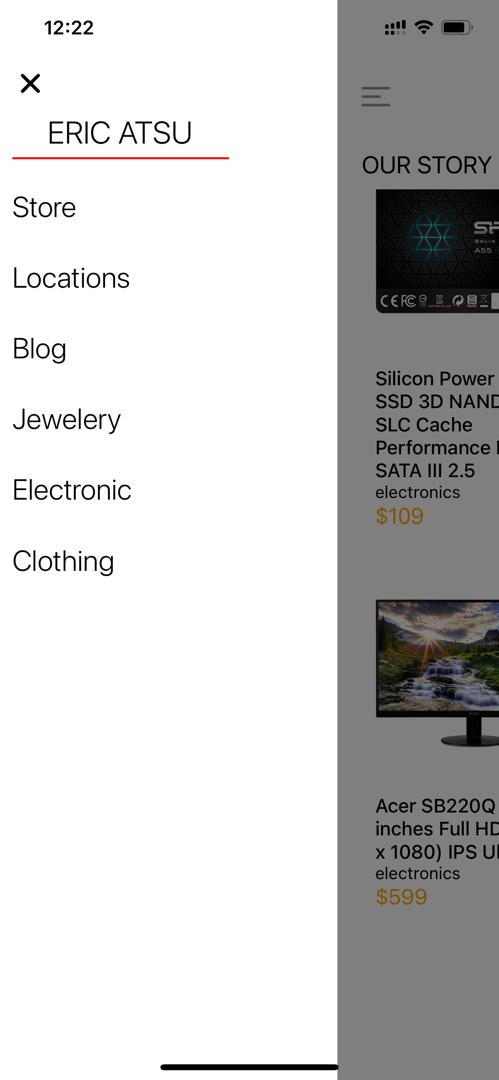 12:22
ERIC ATSU
Store
Locations
Blog
Jewelery
Electronic
Clothing
OUR STORY
SOLID
A55
Silicon Power
SSD 3D NAND
SLC Cache
Performance
SATA III 2.5
electronics
$109
Acer SB220Q
inches Full HD
x 1080) IPS
electronics
$599